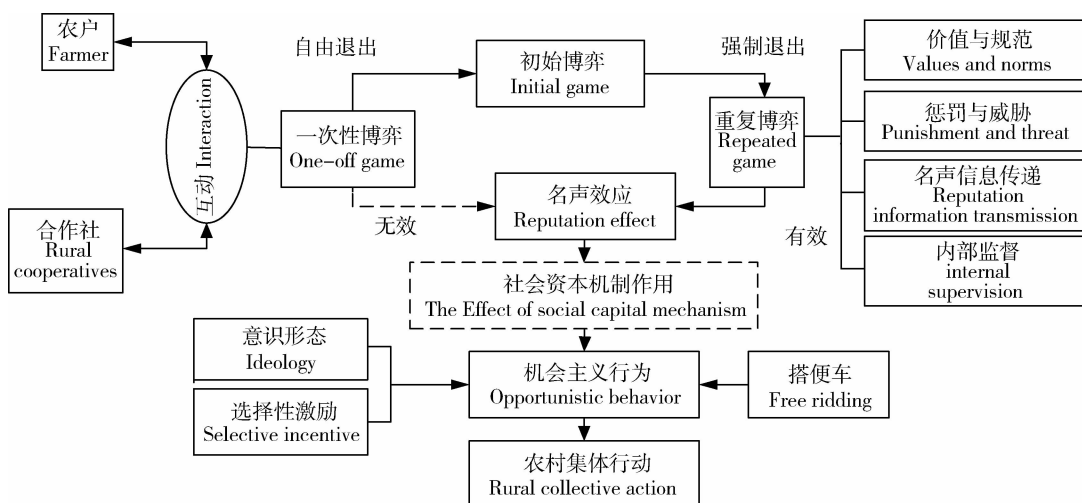 农户
Farmer
自由退出
初始博弈
Initial game
强制退出
价值与规范
Values and norms
互动 Interaction
一次性博弈
One-off game
重复博弈
Repeated
game
惩罚与威胁
Punishment and threat
无效
名声效应
Reputation effect
有效
名声信息传递
Reputation
information transmission
合作社
Rural
cooperatives
内部监督
internal
supervision
社会资本机制作用
The Effect of social capital mechanism
意识形态
Ideology
机会主义行为
Opportunistic behavior
搭便车
Free ridding
选择性激励
Selective incentive
农村集体行动
Rural collective action